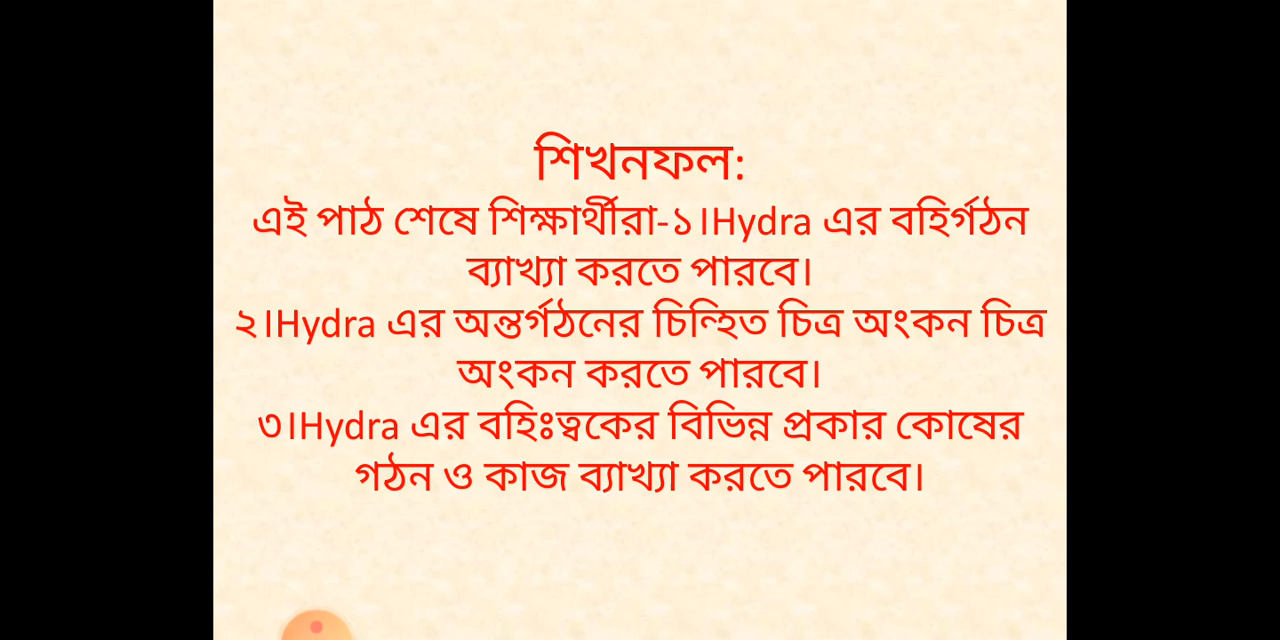 শিখনফল:
এই পাঠ শেষে শিক্ষার্থীরা-১।Hydra এর বহির্গঠন
ব্যাখ্যা করতে পারবে।
২।Hydra এর অন্তর্গঠনের চিন্হিত চিত্র অংকন চিত্র
অংকন করতে পারবে।
৩।Hydra এর বহিঃত্বকের বিভিন্ন প্রকার কোষের
গঠন ও কাজ ব্যাখ্যা করতে পারবে।